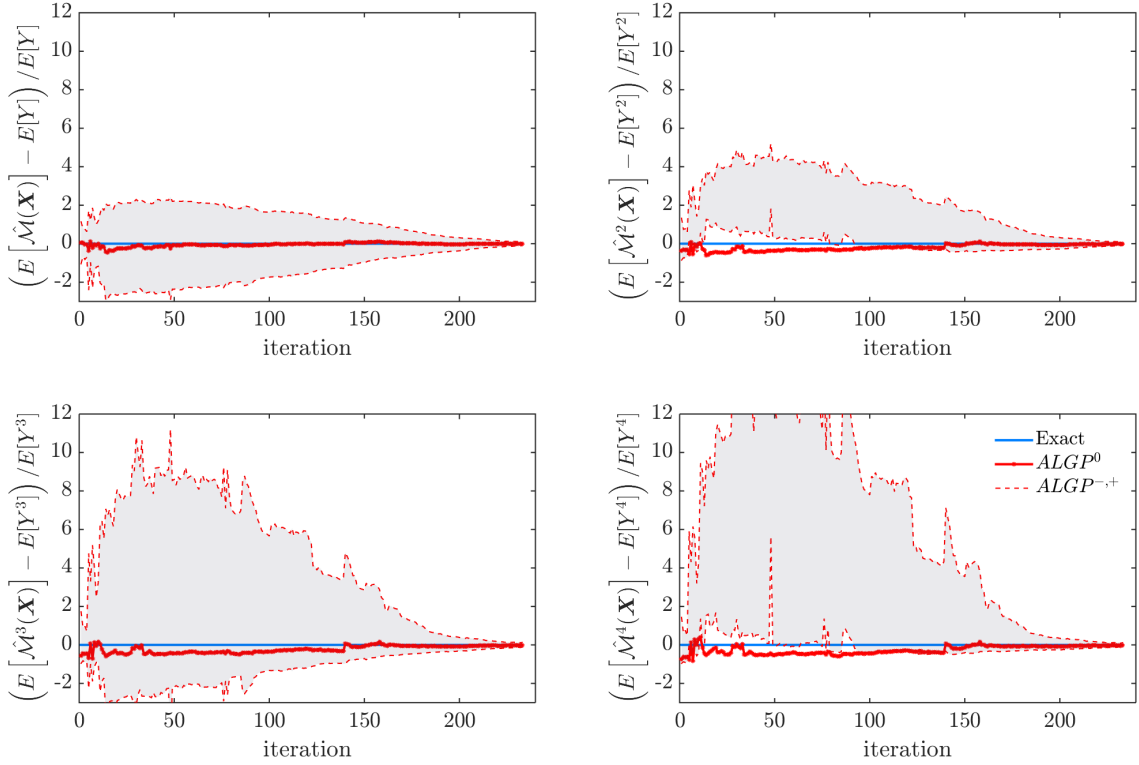 (E [ℳ̂(X)] − E[Y]) /E[Y]
12
10
8
6
4
2
0
-2
0 50 100 150 200
iteration
(E [ℳ̂²(X)] − E[Y²]) /E[Y²]
12
10
8
6
4
2
0
-2
0 50 100 150 200
iteration
(E [ℳ̂³(X)] − E[Y³]) /E[Y³]
12
10
8
6
4
2
0
-2
0 50 100 150 200
iteration
(E [ℳ̂⁴(X)] − E[Y⁴]) /E[Y⁴]
12
10
8
6
4
2
0
-2
0 50 100 150 200
iteration
Exact
ALGP⁰
ALGP⁻,⁺